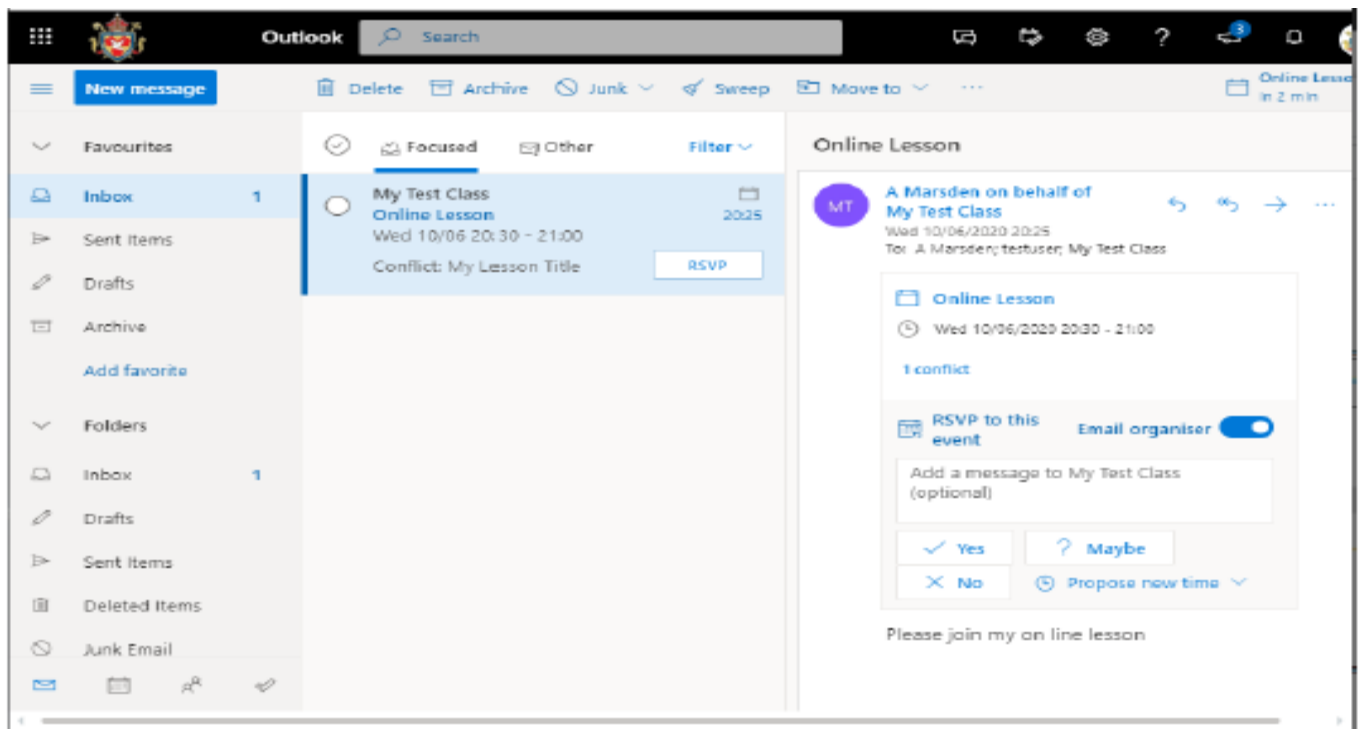 Outlook
Search
3
New message
Delete
Archive
Junk
Sweep
Move to
Online Lesso
In 2 min
Favourites
Inbox 1
Sent Items
Drafts
Archive
Add favorite
Folders
Inbox 1
Drafts
Sent Items
Deleted Items
Junk Email
Focused
Other
Filter
My Test Class
Online Lesson 20:25
Wed 10/06 20:30 - 21:00
Conflict: My Lesson Title
RSVP
Online Lesson
MT
A Marsden on behalf of
My Test Class
Wed 10/06/2020 20:25
To: A Marsden; testuser; My Test Class
Online Lesson
Wed 10/06/2020 20:30 - 21:00
1 conflict
RSVP to this
event
Email organiser
Add a message to My Test Class
(optional)
Yes
? Maybe
No
Propose new time
Please join my on line lesson